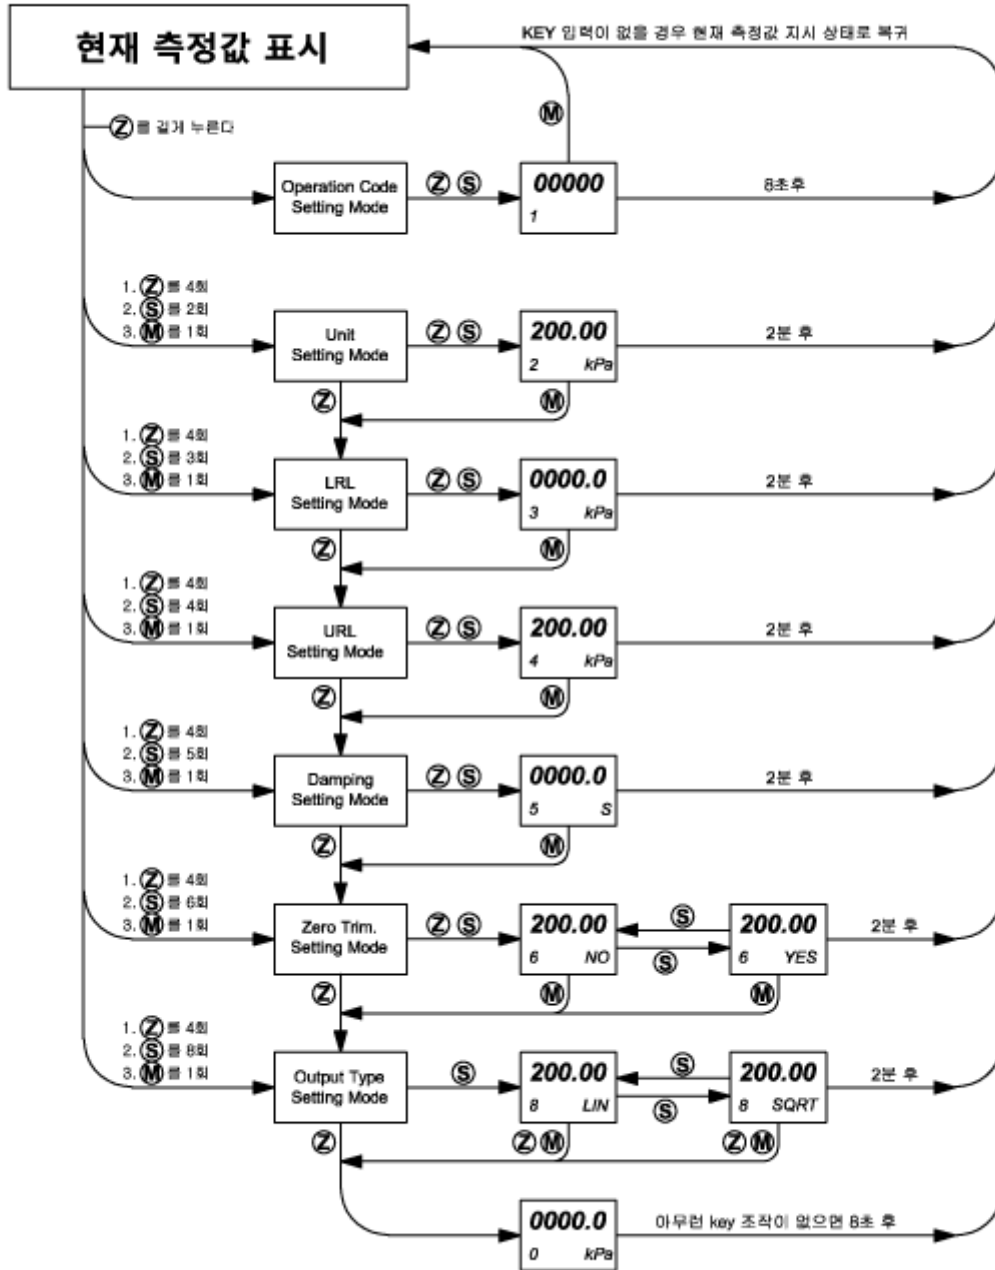 현재 측정값 표시
KEY 입력이 없을 경우 현재 측정값 지시 상태로 복귀
M
Z를 길게 누른다
Operation Code
Setting Mode
Z S
00000
1
8초후
1. Z를 4회
2. S를 2회
3. M를 1회
Unit
Setting Mode
Z S
200.00
2 kPa
2분 후
Z
M
1. Z를 4회
2. S를 3회
3. M를 1회
LRL
Setting Mode
Z S
0000.0
3 kPa
2분 후
Z
M
1. Z를 4회
2. S를 4회
3. M를 1회
URL
Setting Mode
Z S
200.00
4 kPa
2분 후
Z
M
1. Z를 4회
2. S를 5회
3. M를 1회
Damping
Setting Mode
Z S
0000.0
5 S
2분 후
Z
M
1. Z를 4회
2. S를 6회
3. M를 1회
Zero Trim.
Setting Mode
Z S
200.00
6 NO
S
S
200.00
6 YES
2분 후
Z
M
M
1. Z를 4회
2. S를 8회
3. M를 1회
Output Type
Setting Mode
S
200.00
8 LIN
S
S
200.00
8 SQRT
2분 후
Z
Z M
Z M
0000.0
0 kPa
아무런 key 조작이 없으면 8초 후